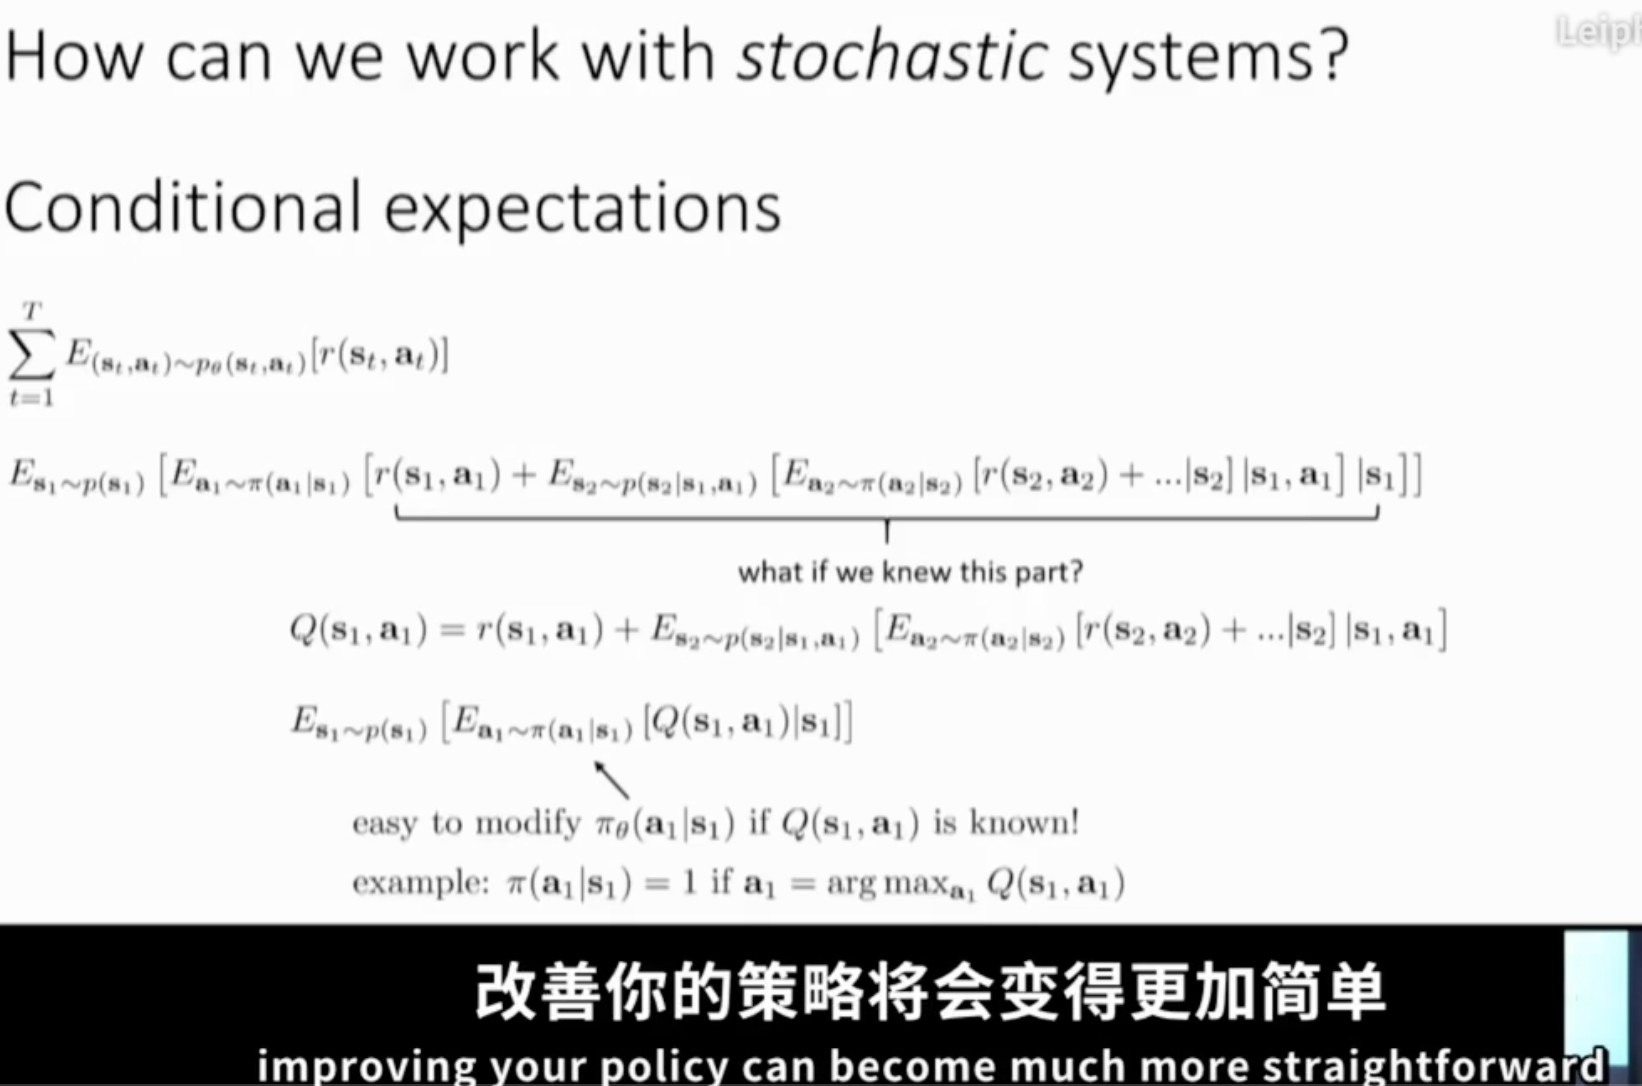 How can we work with stochastic systems?
Conditional expectations
$\sum_{t=1}^{T} E_{(\mathbf{s}_t,\mathbf{a}_t)\sim p_\theta(\mathbf{s}_t,\mathbf{a}_t)}[r(\mathbf{s}_t,\mathbf{a}_t)]$
$E_{\mathbf{s}_1\sim p(\mathbf{s}_1)}\left[E_{\mathbf{a}_1\sim \pi(\mathbf{a}_1|\mathbf{s}_1)}\left[r(\mathbf{s}_1,\mathbf{a}_1)+E_{\mathbf{s}_2\sim p(\mathbf{s}_2|\mathbf{s}_1,\mathbf{a}_1)}\left[E_{\mathbf{a}_2\sim \pi(\mathbf{a}_2|\mathbf{s}_2)}\left[r(\mathbf{s}_2,\mathbf{a}_2)+...|\mathbf{s}_2\right]|\mathbf{s}_1,\mathbf{a}_1\right]|\mathbf{s}_1\right]\right]$
what if we knew this part?
$Q(\mathbf{s}_1,\mathbf{a}_1)=r(\mathbf{s}_1,\mathbf{a}_1)+E_{\mathbf{s}_2\sim p(\mathbf{s}_2|\mathbf{s}_1,\mathbf{a}_1)}\left[E_{\mathbf{a}_2\sim \pi(\mathbf{a}_2|\mathbf{s}_2)}\left[r(\mathbf{s}_2,\mathbf{a}_2)+...|\mathbf{s}_2\right]|\mathbf{s}_1,\mathbf{a}_1\right]$
$E_{\mathbf{s}_1\sim p(\mathbf{s}_1)}\left[E_{\mathbf{a}_1\sim \pi(\mathbf{a}_1|\mathbf{s}_1)}\left[Q(\mathbf{s}_1,\mathbf{a}_1)|\mathbf{s}_1\right]\right]$
easy to modify $\pi_\theta(\mathbf{a}_1|\mathbf{s}_1)$ if $Q(\mathbf{s}_1,\mathbf{a}_1)$ is known!
example: $\pi(\mathbf{a}_1|\mathbf{s}_1)=1$ if $\mathbf{a}_1=\arg\max_{\mathbf{a}_1}Q(\mathbf{s}_1,\mathbf{a}_1)$
改善你的策略将会变得更加简单
improving your policy can become much more straightforward